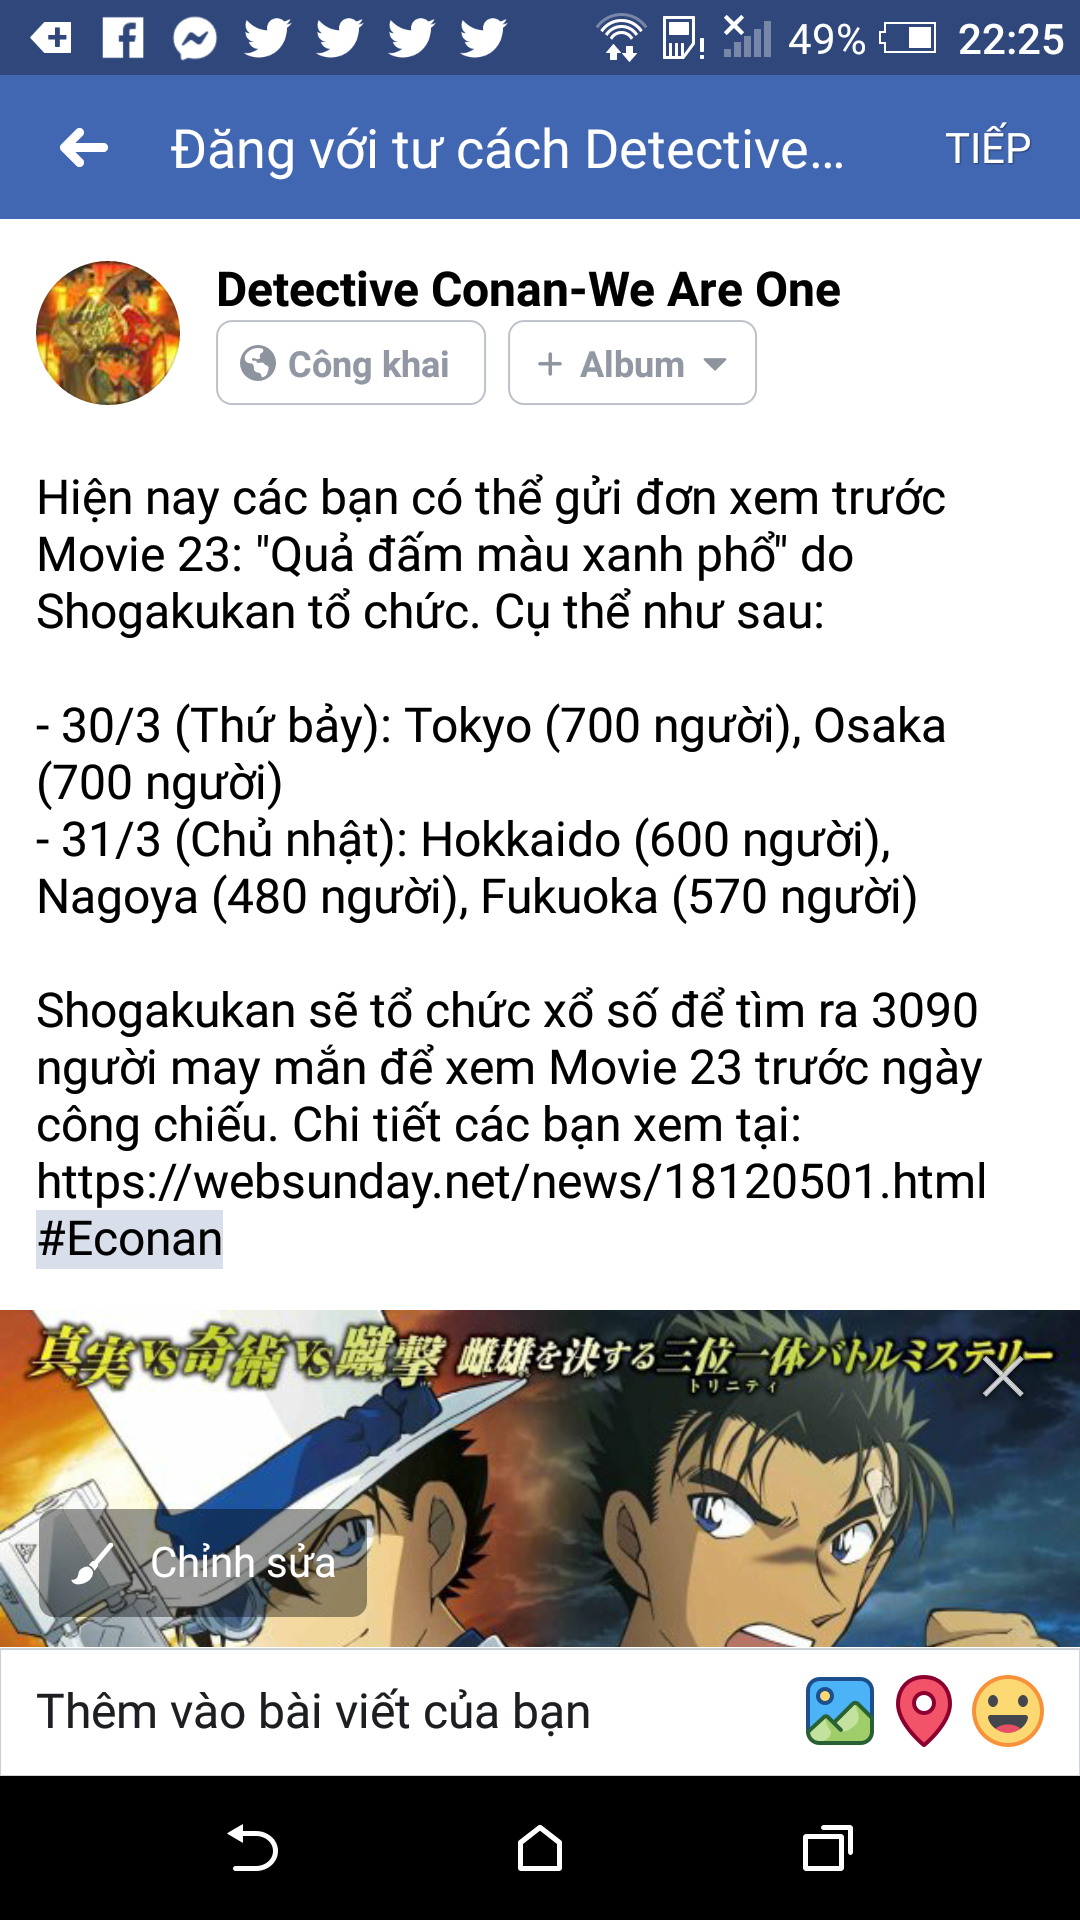 49% 22:25
Đăng với tư cách Detective... TIẾP
Detective Conan-We Are One
Công khai
+ Album
Hiện nay các bạn có thể gửi đơn xem trước
Movie 23: "Quả đấm màu xanh phổ" do
Shogakukan tổ chức. Cụ thể như sau:
- 30/3 (Thứ bảy): Tokyo (700 người), Osaka
(700 người)
- 31/3 (Chủ nhật): Hokkaido (600 người),
Nagoya (480 người), Fukuoka (570 người)
Shogakukan sẽ tổ chức xổ số để tìm ra 3090
người may mắn để xem Movie 23 trước ngày
công chiếu. Chi tiết các bạn xem tại:
https://websunday.net/news/18120501.html
#Econan
真実vs奇術vs蹴撃 雌雄を決する三位一体バトルミステリー
トリニティ
Chỉnh sửa
Thêm vào bài viết của bạn